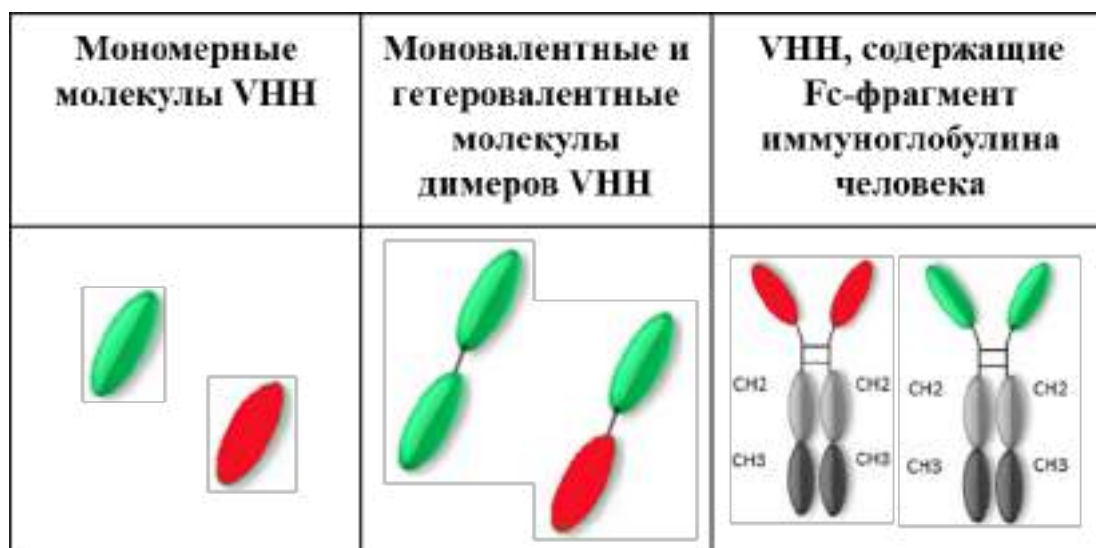 Мономерные
молекулы VHH
Моновалентные и
гетеровалентные
молекулы
димеров VHH
VHH, содержащие
Fc-фрагмент
иммуноглобулина
человека
CH2 CH2 CH2 CH2
CH3 CH3 CH3 CH3